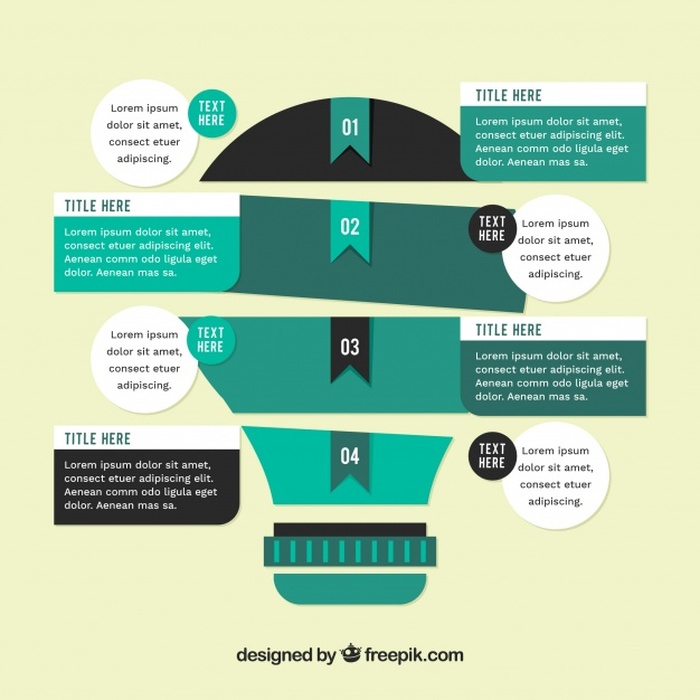 Lorem ipsum
dolor sit amet,
consect etuer
adipiscing.
TEXT
HERE
01
TITLE HERE
Lorem ipsum dolor sit amet,
consect etuer adipiscing elit.
Aenean comm odo ligula eget
dolor. Aenean mas sa.
TITLE HERE
Lorem ipsum dolor sit amet,
consect etuer adipiscing elit.
Aenean comm odo ligula eget
dolor. Aenean mas sa.
02
TEXT
HERE
Lorem ipsum
dolor sit amet,
consect etuer
adipiscing.
Lorem ipsum
dolor sit amet,
consect etuer
adipiscing.
TEXT
HERE
03
TITLE HERE
Lorem ipsum dolor sit amet,
consect etuer adipiscing elit.
Aenean comm odo ligula eget
dolor. Aenean mas sa.
TITLE HERE
Lorem ipsum dolor sit amet,
consect etuer adipiscing elit.
Aenean comm odo ligula eget
dolor. Aenean mas sa.
04
TEXT
HERE
Lorem ipsum
dolor sit amet,
consect etuer
adipiscing.
designed by freepik.com